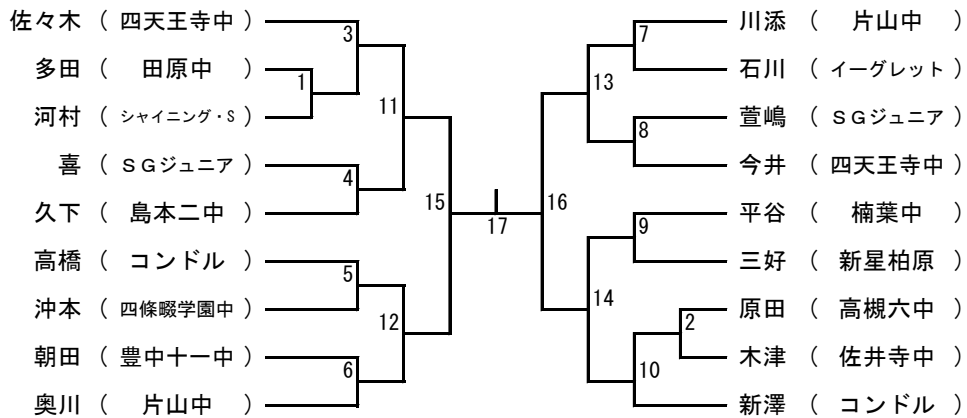 佐々木 （ 四天王寺中 ）
多田 （ 田原中 ）
河村 （ シャイニング・S ）
喜 （ ＳＧジュニア ）
久下 （ 島本二中 ）
高橋 （ コンドル ）
沖本 （ 四條畷学園中 ）
朝田 （ 豊中十一中 ）
奥川 （ 片山中 ）
3
1
11
4
15
5
12
6
17
7
13
8
16
9
14
2
10
川添 （ 片山中 ）
石川 （ イーグレット ）
萱嶋 （ ＳＧジュニア ）
今井 （ 四天王寺中 ）
平谷 （ 楠葉中 ）
三好 （ 新星柏原 ）
原田 （ 高槻六中 ）
木津 （ 佐井寺中 ）
新澤 （ コンドル ）